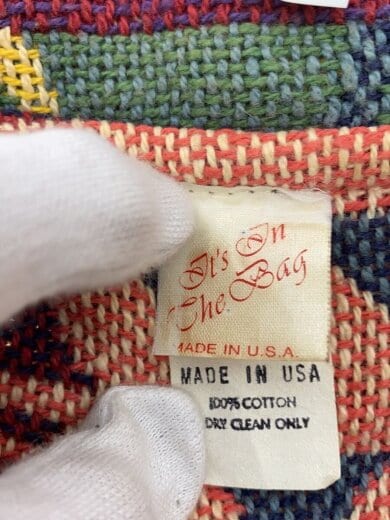 It's In
The Bag
MADE IN U.S.A.
MADE IN USA
100% COTTON
DRY CLEAN ONLY